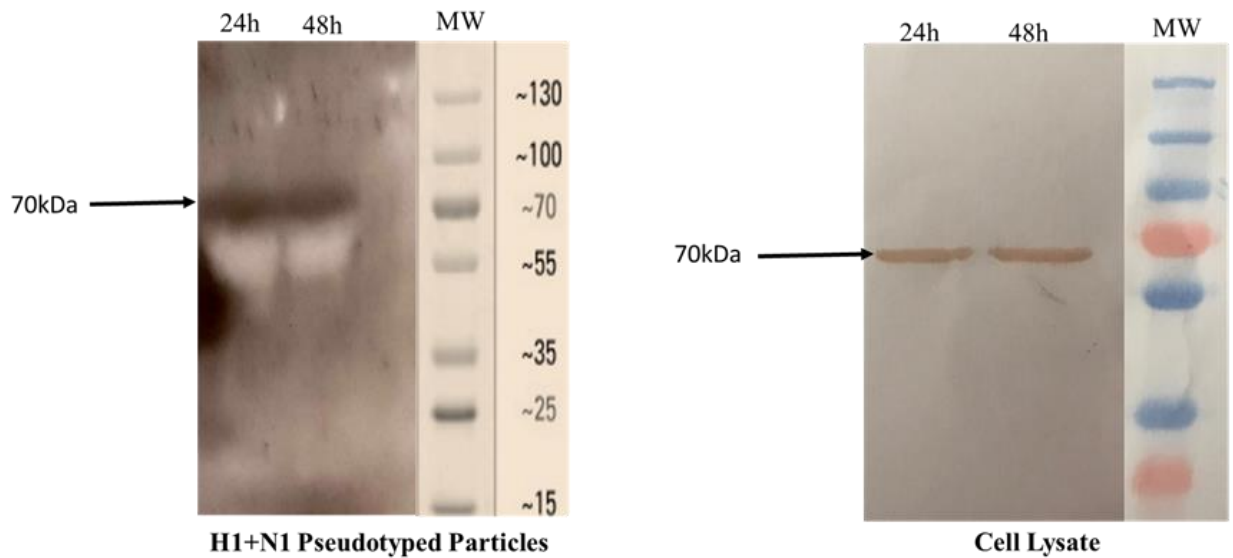 24h 48h MW
~130
~100
70kDa
~70
~55
~35
~25
~15
H1+N1 Pseudotyped Particles
24h 48h MW
70kDa
Cell Lysate